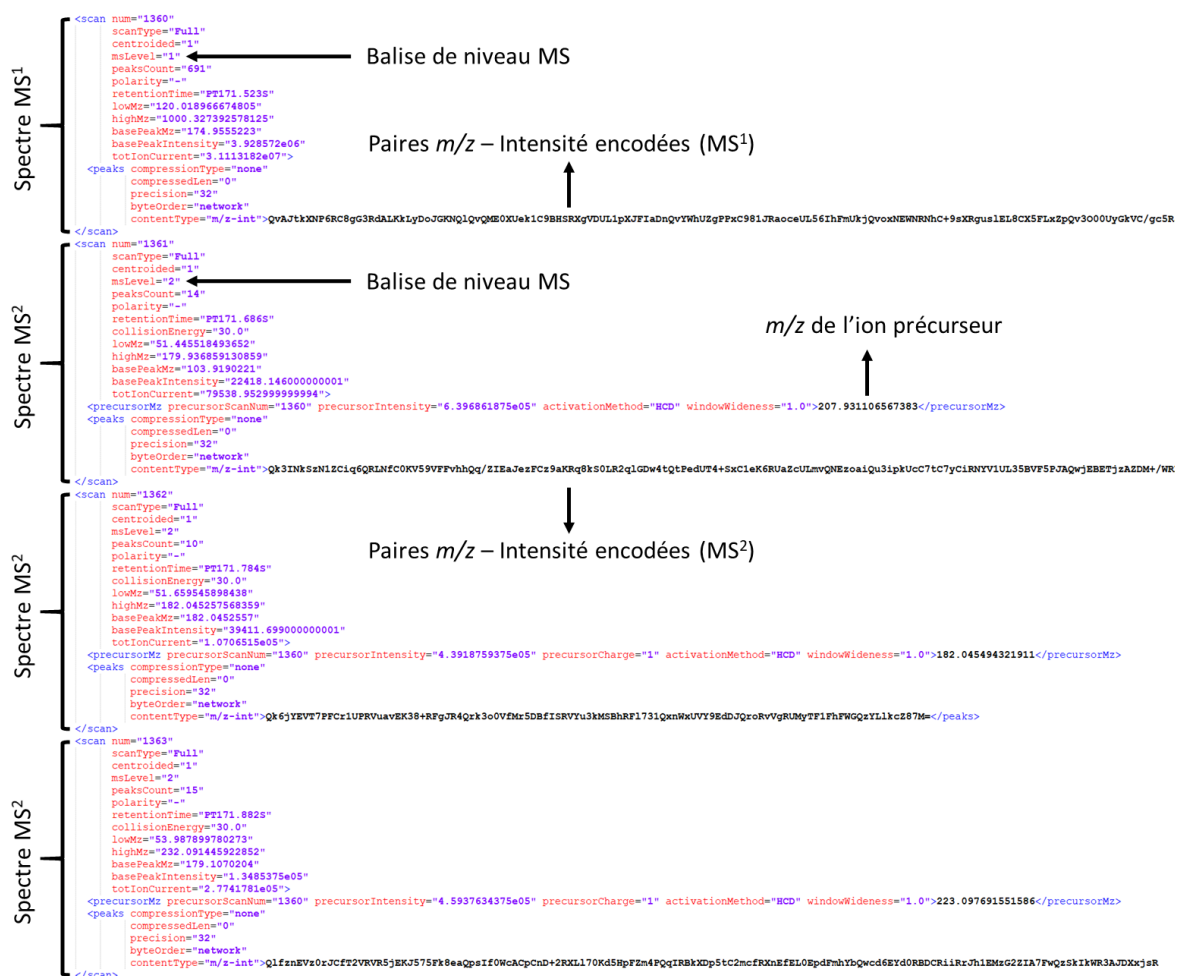 <scan num="1360"
scanType="Full"
centroided="1"
msLevel="1"
Balise de niveau MS
peaksCount="691"
polarity="-"
retentionTime="PT171.523S"
lowMz="120.018966674805"
highMz="1000.327392578125"
basePeakMz="174.9555223"
basePeakIntensity="3.928572e06"
totIonCurrent="3.1113182e07">
Spectre MS1
Paires m/z – Intensité encodées (MS1)
<peaks compressionType="none"
compressedLen="0"
precision="32"
byteOrder="network"
contentType="m/z-int">
</scan>
<scan num="1361"
scanType="Full"
centroided="1"
msLevel="2"
Balise de niveau MS
peaksCount="14"
polarity="-"
retentionTime="PT171.686S"
collisionEnergy="30.0"
lowMz="51.445518493652"
highMz="179.936859130859"
basePeakMz="103.9190221"
basePeakIntensity="22418.146000000001"
totIonCurrent="79538.952999999994">
Spectre MS2
m/z de l'ion précurseur
<precursorMz precursorScanNum="1360" precursorIntensity="6.396861875e05" activationMethod="HCD" windowWideness="1.0">207.931106567383</precursorMz>
<peaks compressionType="none"
compressedLen="0"
precision="32"
byteOrder="network"
contentType="m/z-int">
</scan>
<scan num="1362"
scanType="Full"
centroided="1"
msLevel="2"
peaksCount="10"
Paires m/z – Intensité encodées (MS2)
polarity="-"
retentionTime="PT171.784S"
collisionEnergy="30.0"
lowMz="51.659545898438"
highMz="182.045257568359"
basePeakMz="182.0452557"
basePeakIntensity="39411.699000000001"
totIonCurrent="1.0706515e05">
Spectre MS2
<precursorMz precursorScanNum="1360" precursorIntensity="4.3918759375e05" precursorCharge="1" activationMethod="HCD" windowWideness="1.0">182.045494321911</precursorMz>
<peaks compressionType="none"
compressedLen="0"
precision="32"
byteOrder="network"
contentType="m/z-int"></peaks>
</scan>
<scan num="1363"
scanType="Full"
centroided="1"
msLevel="2"
peaksCount="15"
polarity="-"
retentionTime="PT171.882S"
collisionEnergy="30.0"
lowMz="53.987899780273"
highMz="232.091445922852"
basePeakMz="179.1070204"
basePeakIntensity="1.3485375e05"
totIonCurrent="2.7741781e05">
Spectre MS2
<precursorMz precursorScanNum="1360" precursorIntensity="4.5937634375e05" precursorCharge="1" activationMethod="HCD" windowWideness="1.0">223.097691551586</precursorMz>
<peaks compressionType="none"
compressedLen="0"
precision="32"
byteOrder="network"
contentType="m/z-int">
</scan>